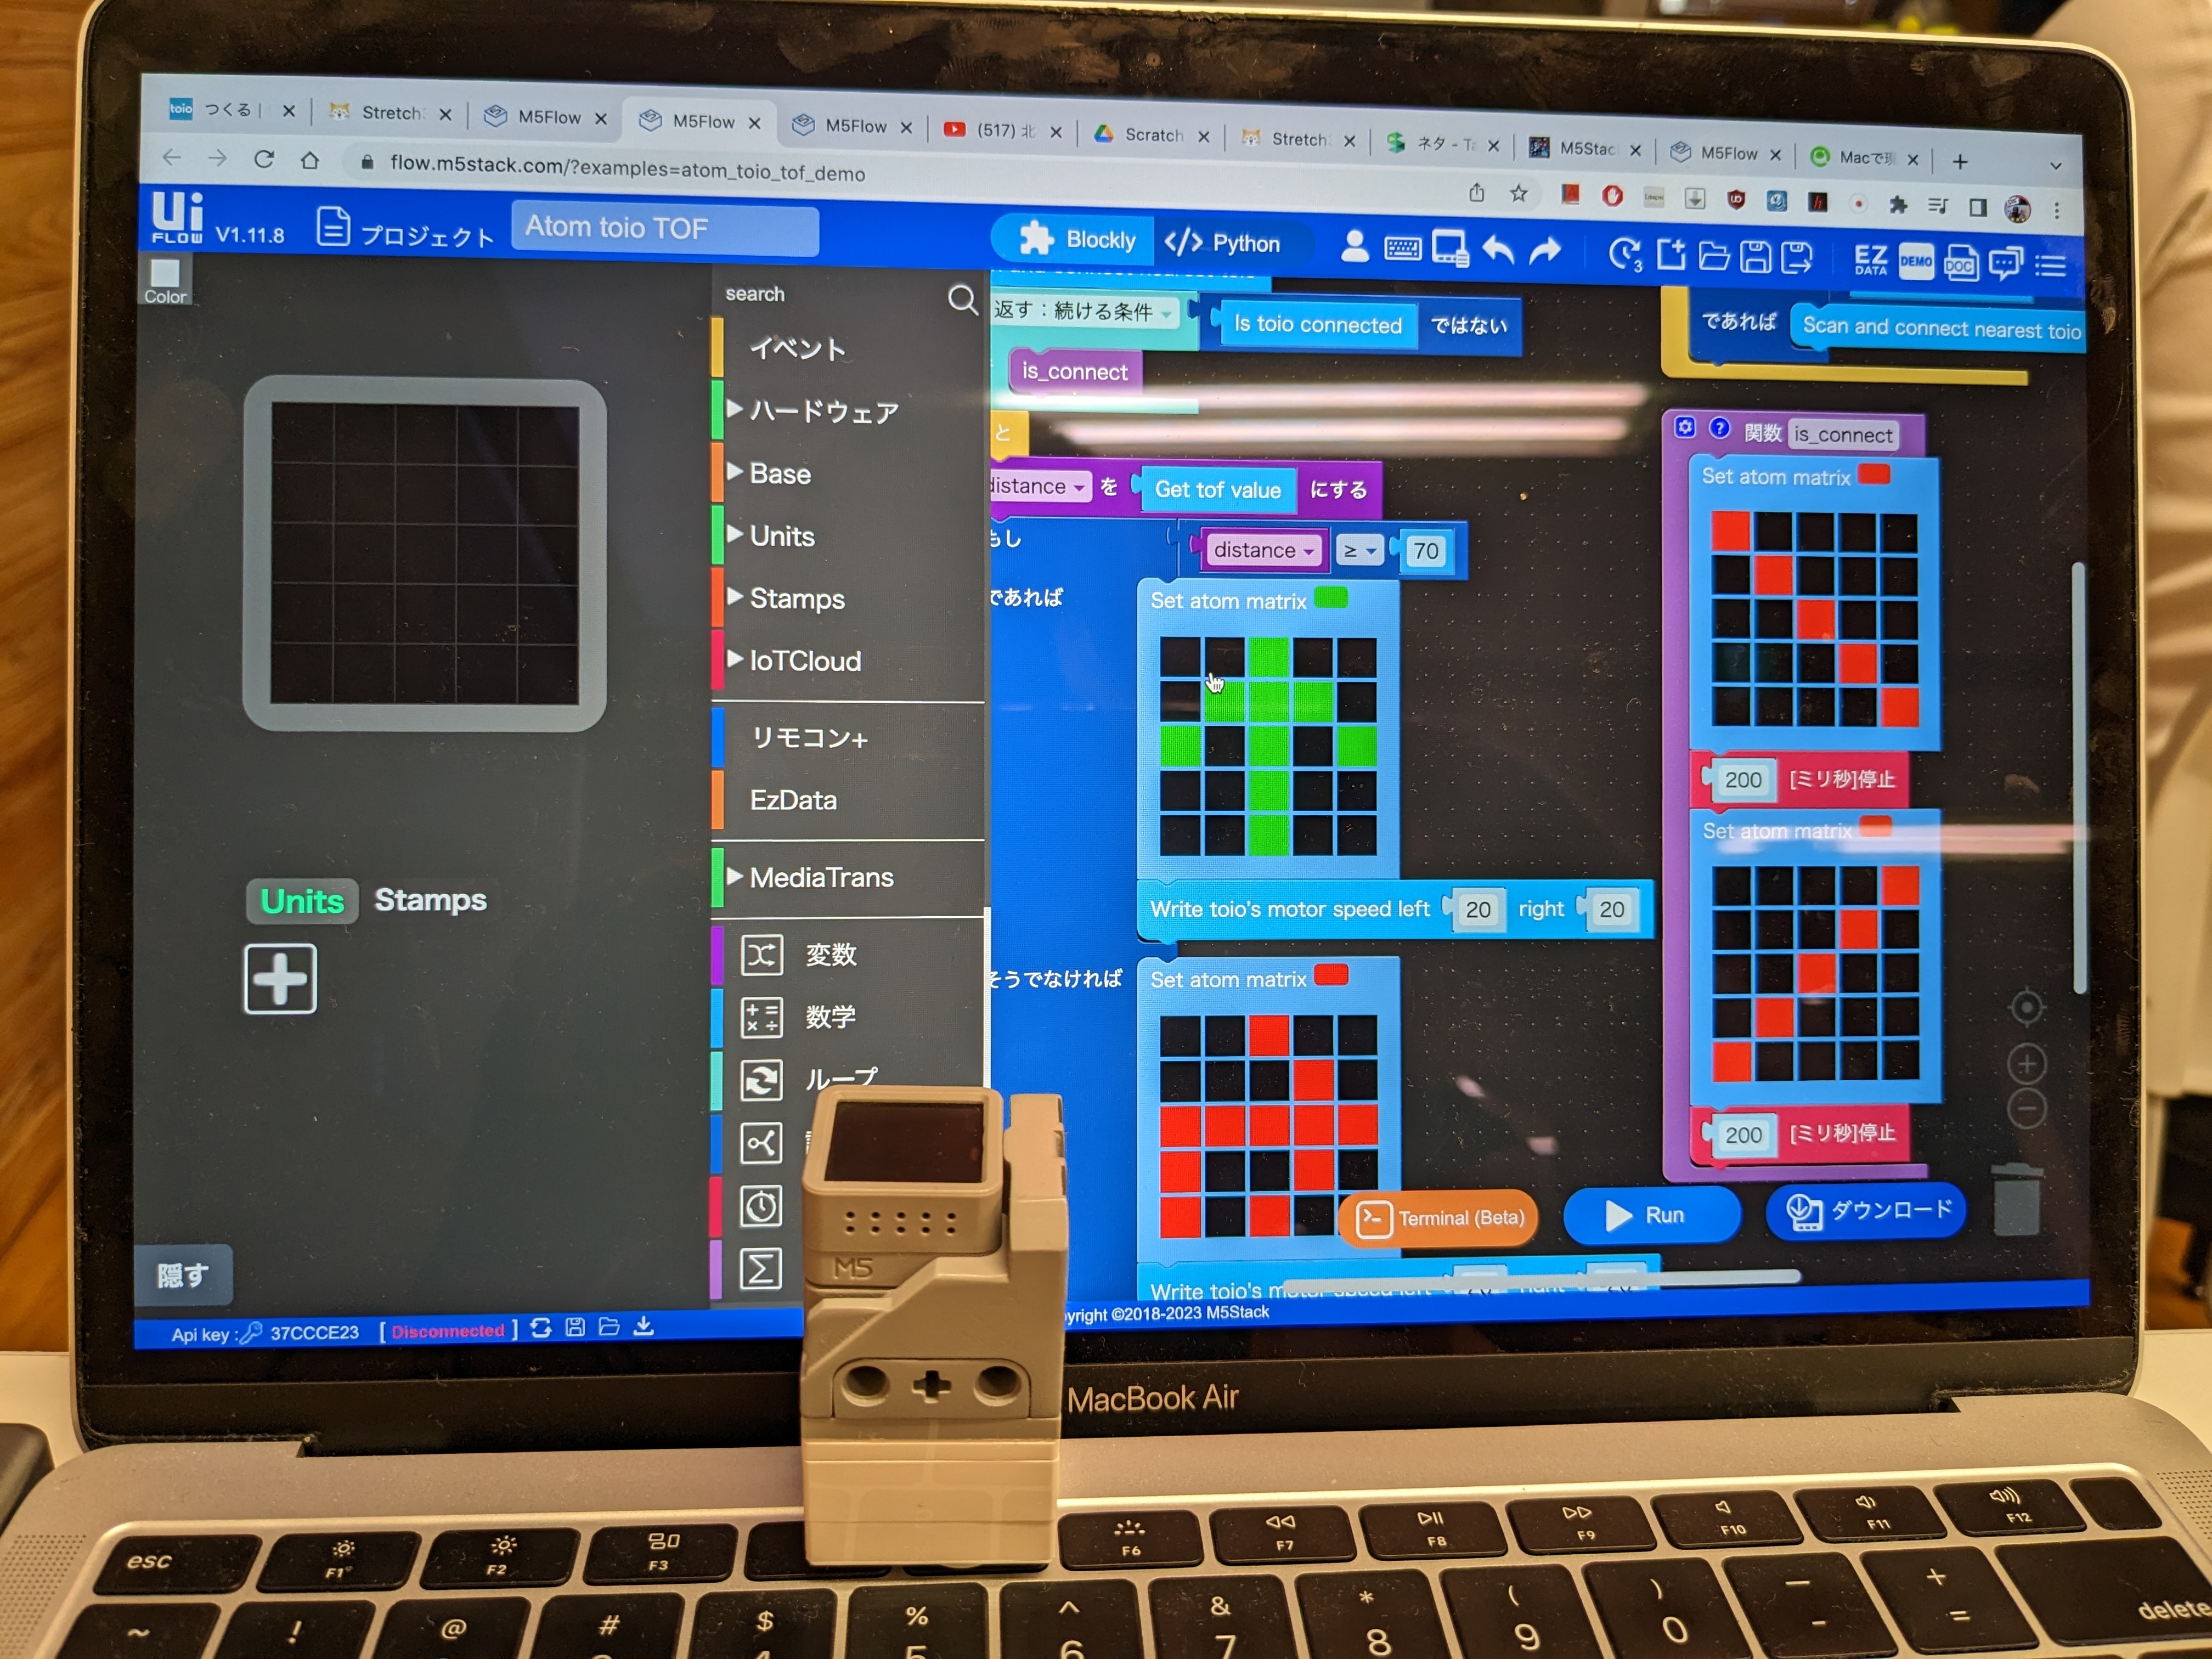 toio つくる |
Stretch
M5Flow
M5Flow
M5Flow
(517) 北
Scratch
Stretch
ネタ - Ta
M5Stac
M5Flow
Macで現
flow.m5stack.com/?examples=atom_toio_tof_demo
Ui FLOW V1.11.8
プロジェクト
Atom toio TOF
Blockly
</> Python
3
EZ DATA
DEMO
DOC
Color
search
イベント
ハードウェア
Base
Units
Stamps
IoTCloud
リモコン+
EzData
MediaTrans
変数
数学
ループ
Units Stamps
隠す
返す：続ける条件 Is toio connected ではない
is_connect
と
distance を Get tof value にする
もし distance ≥ 70
であれば
Set atom matrix
Write toio's motor speed left 20 right 20
そうでなければ
Set atom matrix
Write toio's motor speed left
right
であれば Scan and connect nearest toio
関数 is_connect
Set atom matrix
200 [ミリ秒]停止
Set atom matrix
200 [ミリ秒]停止
Terminal (Beta)
Run
ダウンロード
Api key : 37CCCE23 [ Disconnected ]
pyright ©2018-2023 M5Stack
M5
MacBook Air
esc
F1
F2
F3
F6
F7
F8
F9
F10
F11
F12
~
!
@
#
$
4
%
5
^
6
&
7
*
8
(
9
)
0
—
-
+
=
delete